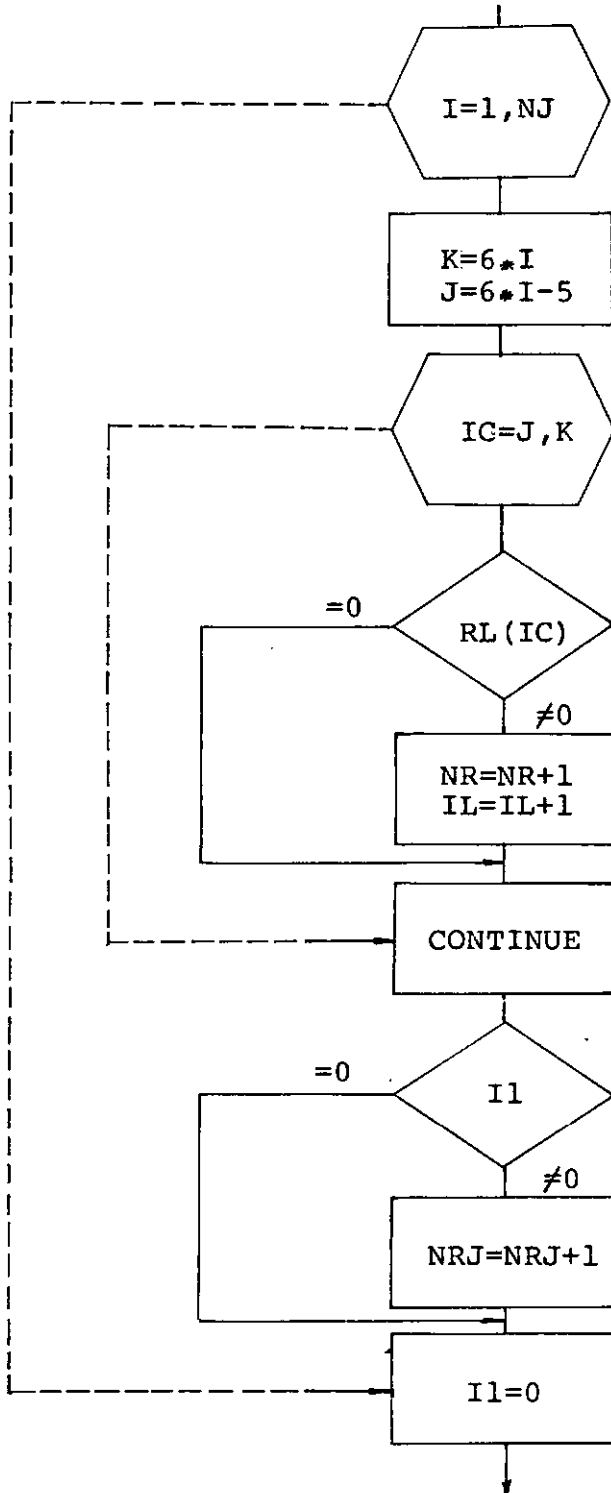 I=1,NJ
K=6*I
J=6*I-5
IC=J,K
=0
RL(IC)
≠0
NR=NR+1
IL=IL+1
CONTINUE
=0
I1
≠0
NRJ=NRJ+1
I1=0